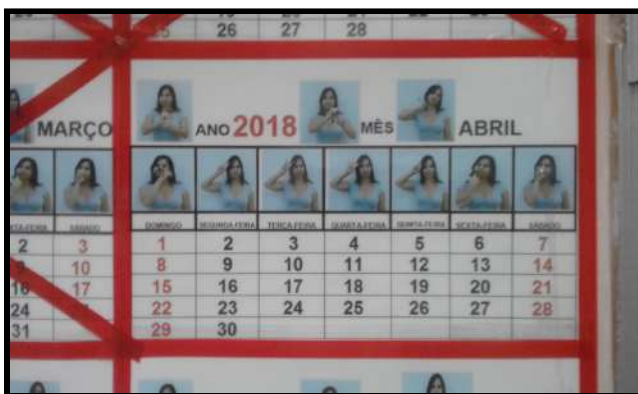 25 26 27 28
MARÇO ANO 2018 MÊS ABRIL
SÁBADO DOMINGO SEGUNDA-FEIRA TERÇA-FEIRA QUARTA-FEIRA QUINTA-FEIRA SEXTA-FEIRA SÁBADO
2 3 1 2 3 4 5 6 7
9 10 8 9 10 11 12 13 14
16 17 15 16 17 18 19 20 21
24 22 23 24 25 26 27 28
31 29 30